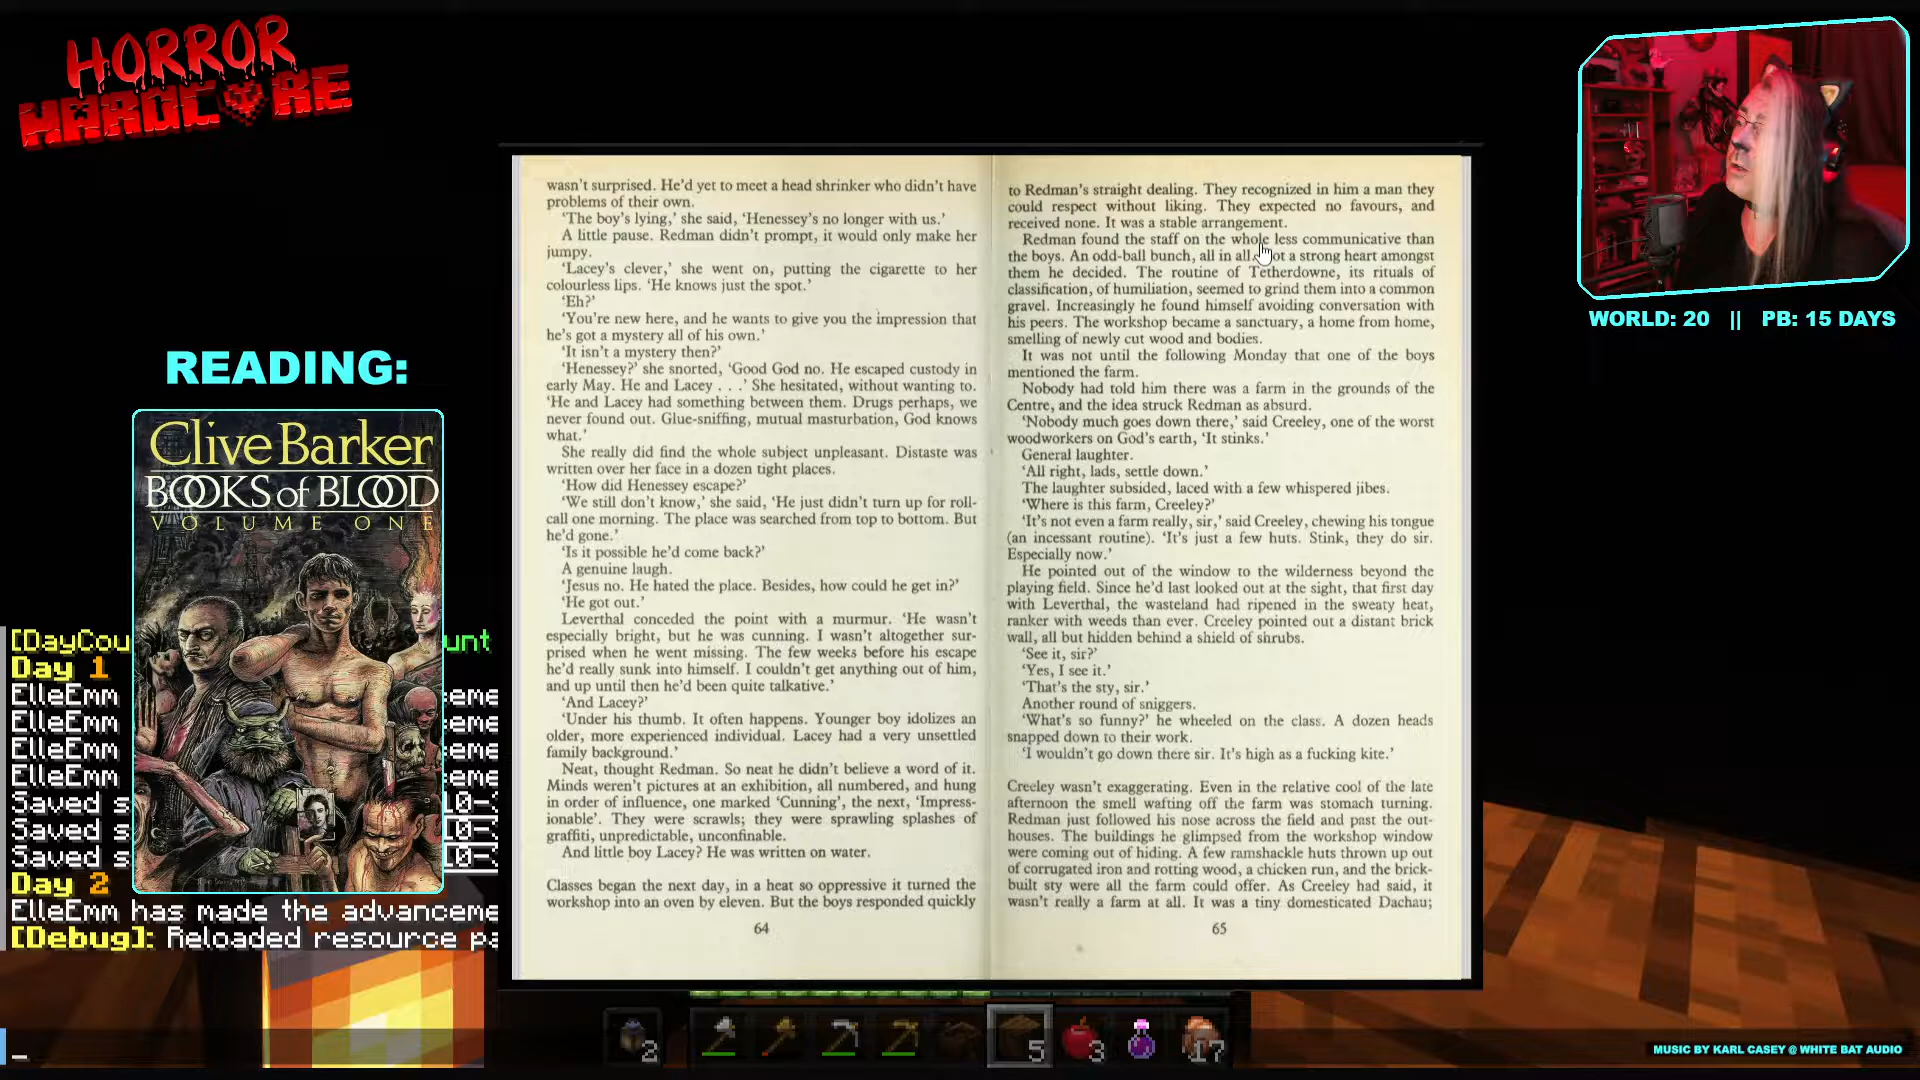 HORROR
HARDCORE
READING:
Clive Barker
BOOKS of BLOOD
VOLUME ONE
WORLD: 20 || PB: 15 DAYS
wasn't surprised. He'd yet to meet a head shrinker who didn't have
problems of their own.
'The boy's lying,' she said, 'Henessey's no longer with us.'
A little pause. Redman didn't prompt, it would only make her
jumpy.
'Lacey's clever,' she went on, putting the cigarette to her
colourless lips. 'He knows just the spot.'
'Eh?'
'You're new here, and he wants to give you the impression that
he's got a mystery all of his own.'
'It isn't a mystery then?'
'Henessey?' she snorted, 'Good God no. He escaped custody in
early May. He and Lacey . . .' She hesitated, without wanting to.
'He and Lacey had something between them. Drugs perhaps, we
never found out. Glue-sniffing, mutual masturbation, God knows
what.'
She really did find the whole subject unpleasant. Distaste was
written over her face in a dozen tight places.
'How did Henessey escape?'
'We still don't know,' she said, 'He just didn't turn up for roll-
call one morning. The place was searched from top to bottom. But
he'd gone.'
'Is it possible he'd come back?'
A genuine laugh.
'Jesus no. He hated the place. Besides, how could he get in?'
'He got out.'
Leverthal conceded the point with a murmur. 'He wasn't
especially bright, but he was cunning. I wasn't altogether sur-
prised when he went missing. The few weeks before his escape
he'd really sunk into himself. I couldn't get anything out of him,
and up until then he'd been quite talkative.'
'And Lacey?'
'Under his thumb. It often happens. Younger boy idolizes an
older, more experienced individual. Lacey had a very unsettled
family background.'
Neat, thought Redman. So neat he didn't believe a word of it.
Minds weren't pictures at an exhibition, all numbered, and hung
in order of influence, one marked 'Cunning', the next, 'Impress-
ionable'. They were scrawls; they were sprawling splashes of
graffiti, unpredictable, unconfinable.
And little boy Lacey? He was written on water.
Classes began the next day, in a heat so oppressive it turned the
workshop into an oven by eleven. But the boys responded quickly
64
to Redman's straight dealing. They recognized in him a man they
could respect without liking. They expected no favours, and
received none. It was a stable arrangement.
Redman found the staff on the whole less communicative than
the boys. An odd-ball bunch, all in all. Not a strong heart amongst
them he decided. The routine of Tetherdowne, its rituals of
classification, of humiliation, seemed to grind them into a common
gravel. Increasingly he found himself avoiding conversation with
his peers. The workshop became a sanctuary, a home from home,
smelling of newly cut wood and bodies.
It was not until the following Monday that one of the boys
mentioned the farm.
Nobody had told him there was a farm in the grounds of the
Centre, and the idea struck Redman as absurd.
'Nobody much goes down there,' said Creeley, one of the worst
woodworkers on God's earth, 'It stinks.'
General laughter.
'All right, lads, settle down.'
The laughter subsided, laced with a few whispered jibes.
'Where is this farm, Creeley?'
'It's not even a farm really, sir,' said Creeley, chewing his tongue
(an incessant routine). 'It's just a few huts. Stink, they do sir.
Especially now.'
He pointed out of the window to the wilderness beyond the
playing field. Since he'd last looked out at the sight, that first day
with Leverthal, the wasteland had ripened in the sweaty heat,
ranker with weeds than ever. Creeley pointed out a distant brick
wall, all but hidden behind a shield of shrubs.
'See it, sir?'
'Yes, I see it.'
'That's the sty, sir.'
Another round of sniggers.
'What's so funny?' he wheeled on the class. A dozen heads
snapped down to their work.
'I wouldn't go down there sir. It's high as a fucking kite.'
Creeley wasn't exaggerating. Even in the relative cool of the late
afternoon the smell wafting off the farm was stomach turning.
Redman just followed his nose across the field and past the out-
houses. The buildings he glimpsed from the workshop window
were coming out of hiding. A few ramshackle huts thrown up out
of corrugated iron and rotting wood, a chicken run, and the brick-
built sty were all the farm could offer. As Creeley had said, it
wasn't really a farm at all. It was a tiny domesticated Dachau;
65
[DayCou unt
Day 1
ElleEmm eme
ElleEmm eme
ElleEmm eme
ElleEmm eme
Saved s
Saved s
Saved s
Day 2
ElleEmm has made the advanceme
[Debug]: Reloaded resource pa
2
5
3
17
MUSIC BY KARL CASEY @ WHITE BAT AUDIO